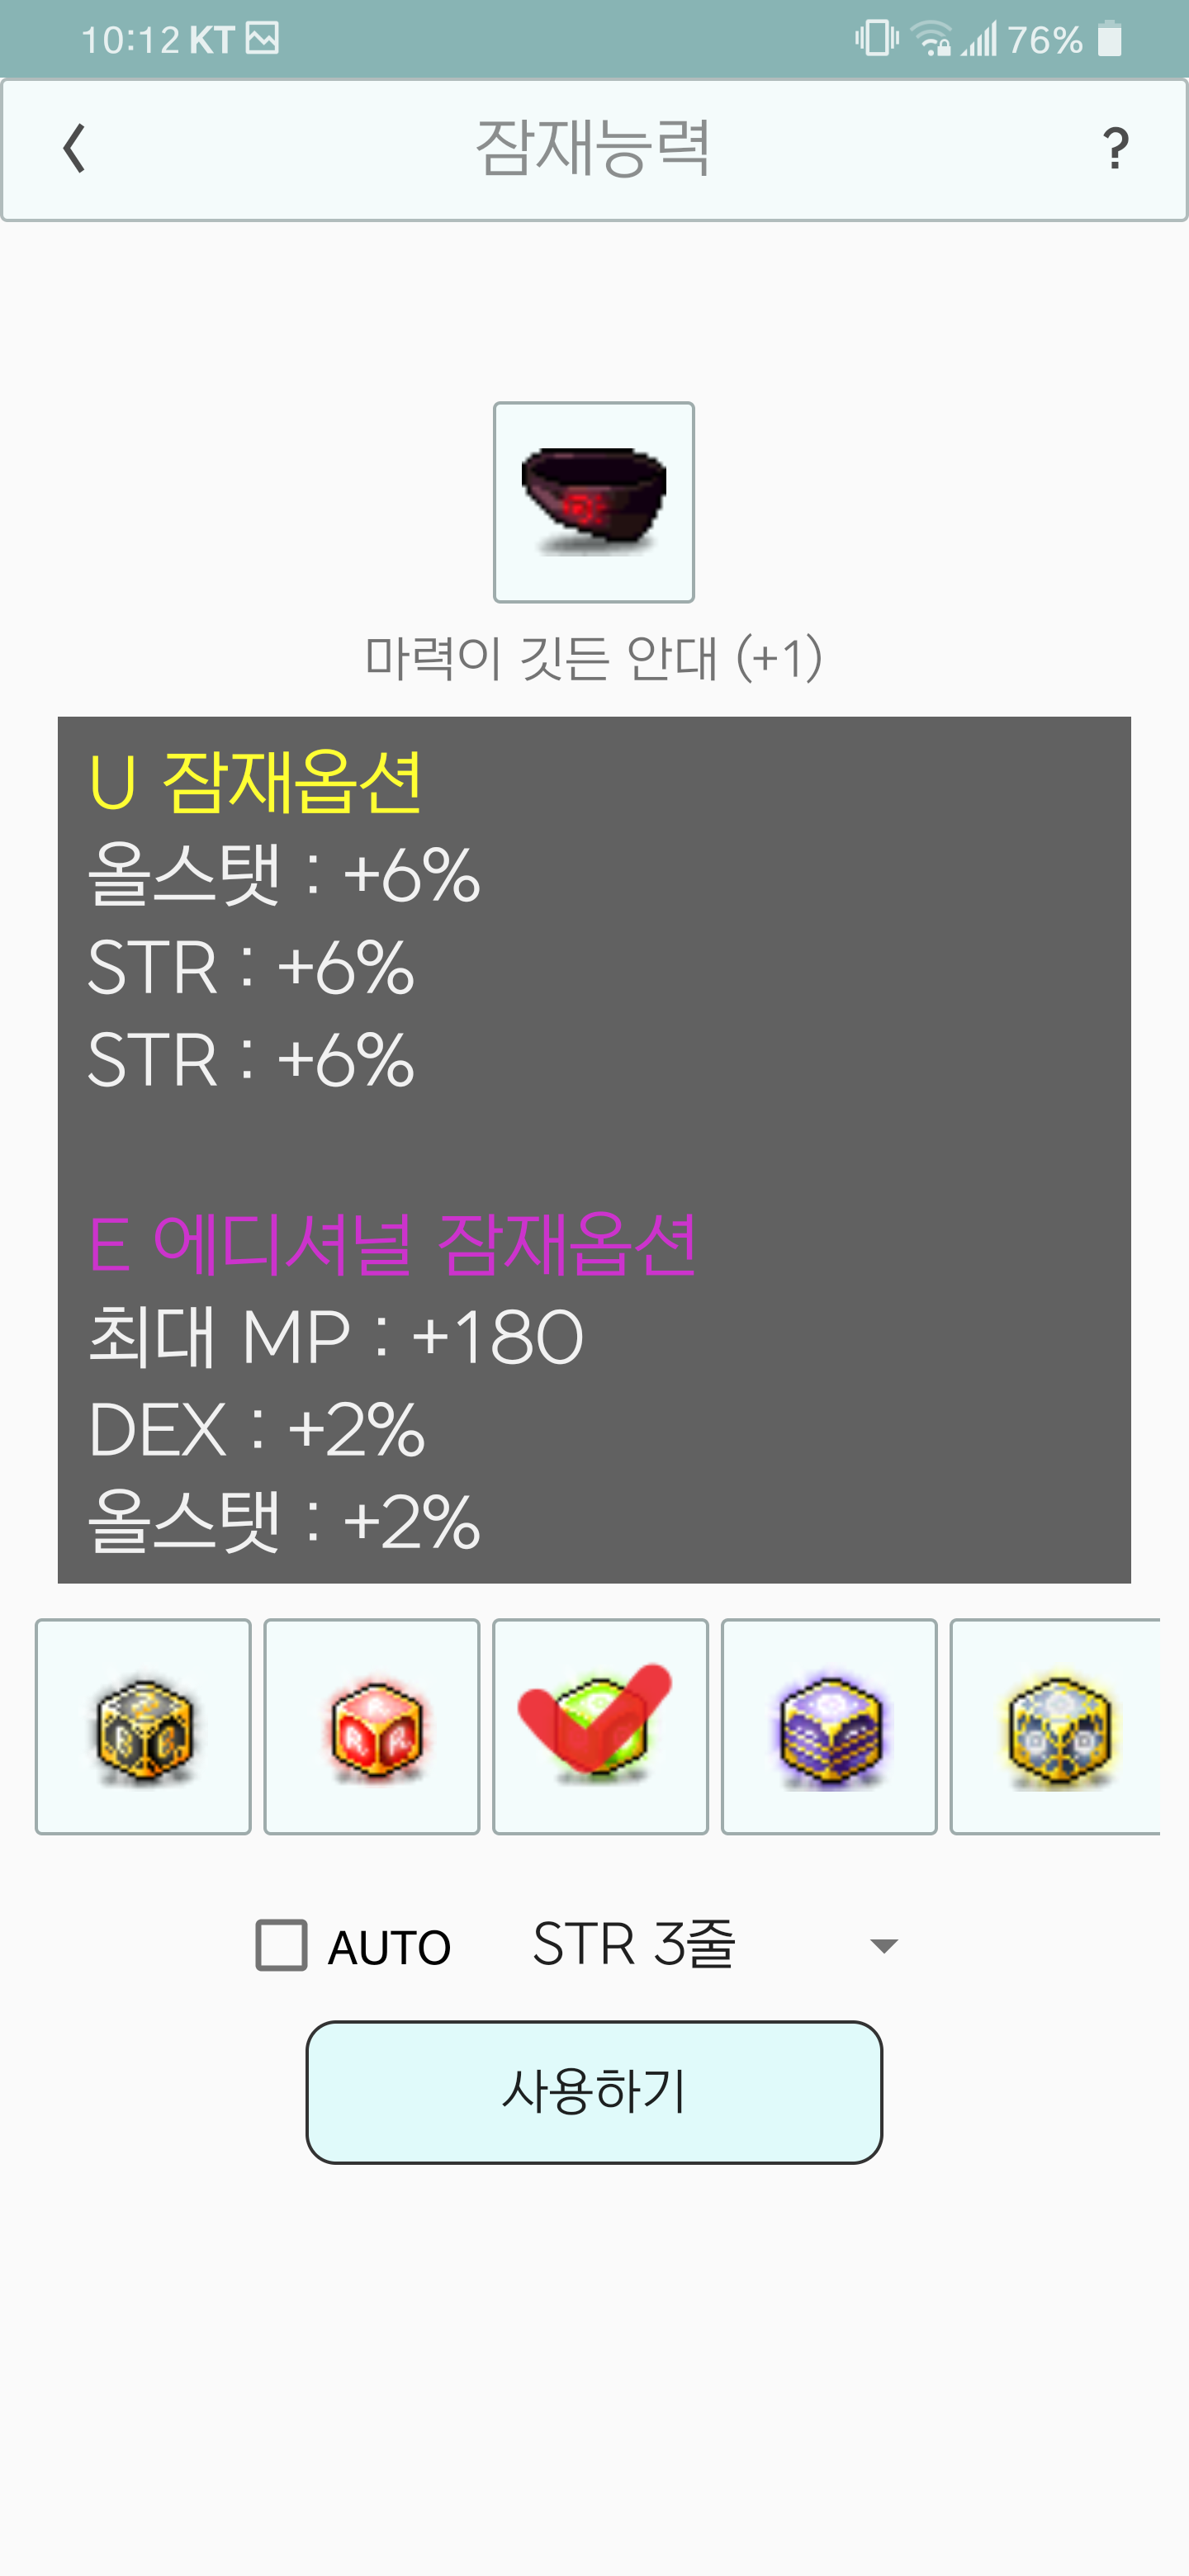 10:12 KT 76%
잠재능력 ?
마력이 깃든 안대 (+1)
U 잠재옵션
올스탯 : +6%
STR : +6%
STR : +6%
E 에디셔널 잠재옵션
최대 MP : +180
DEX : +2%
올스탯 : +2%
AUTO STR 3줄
사용하기